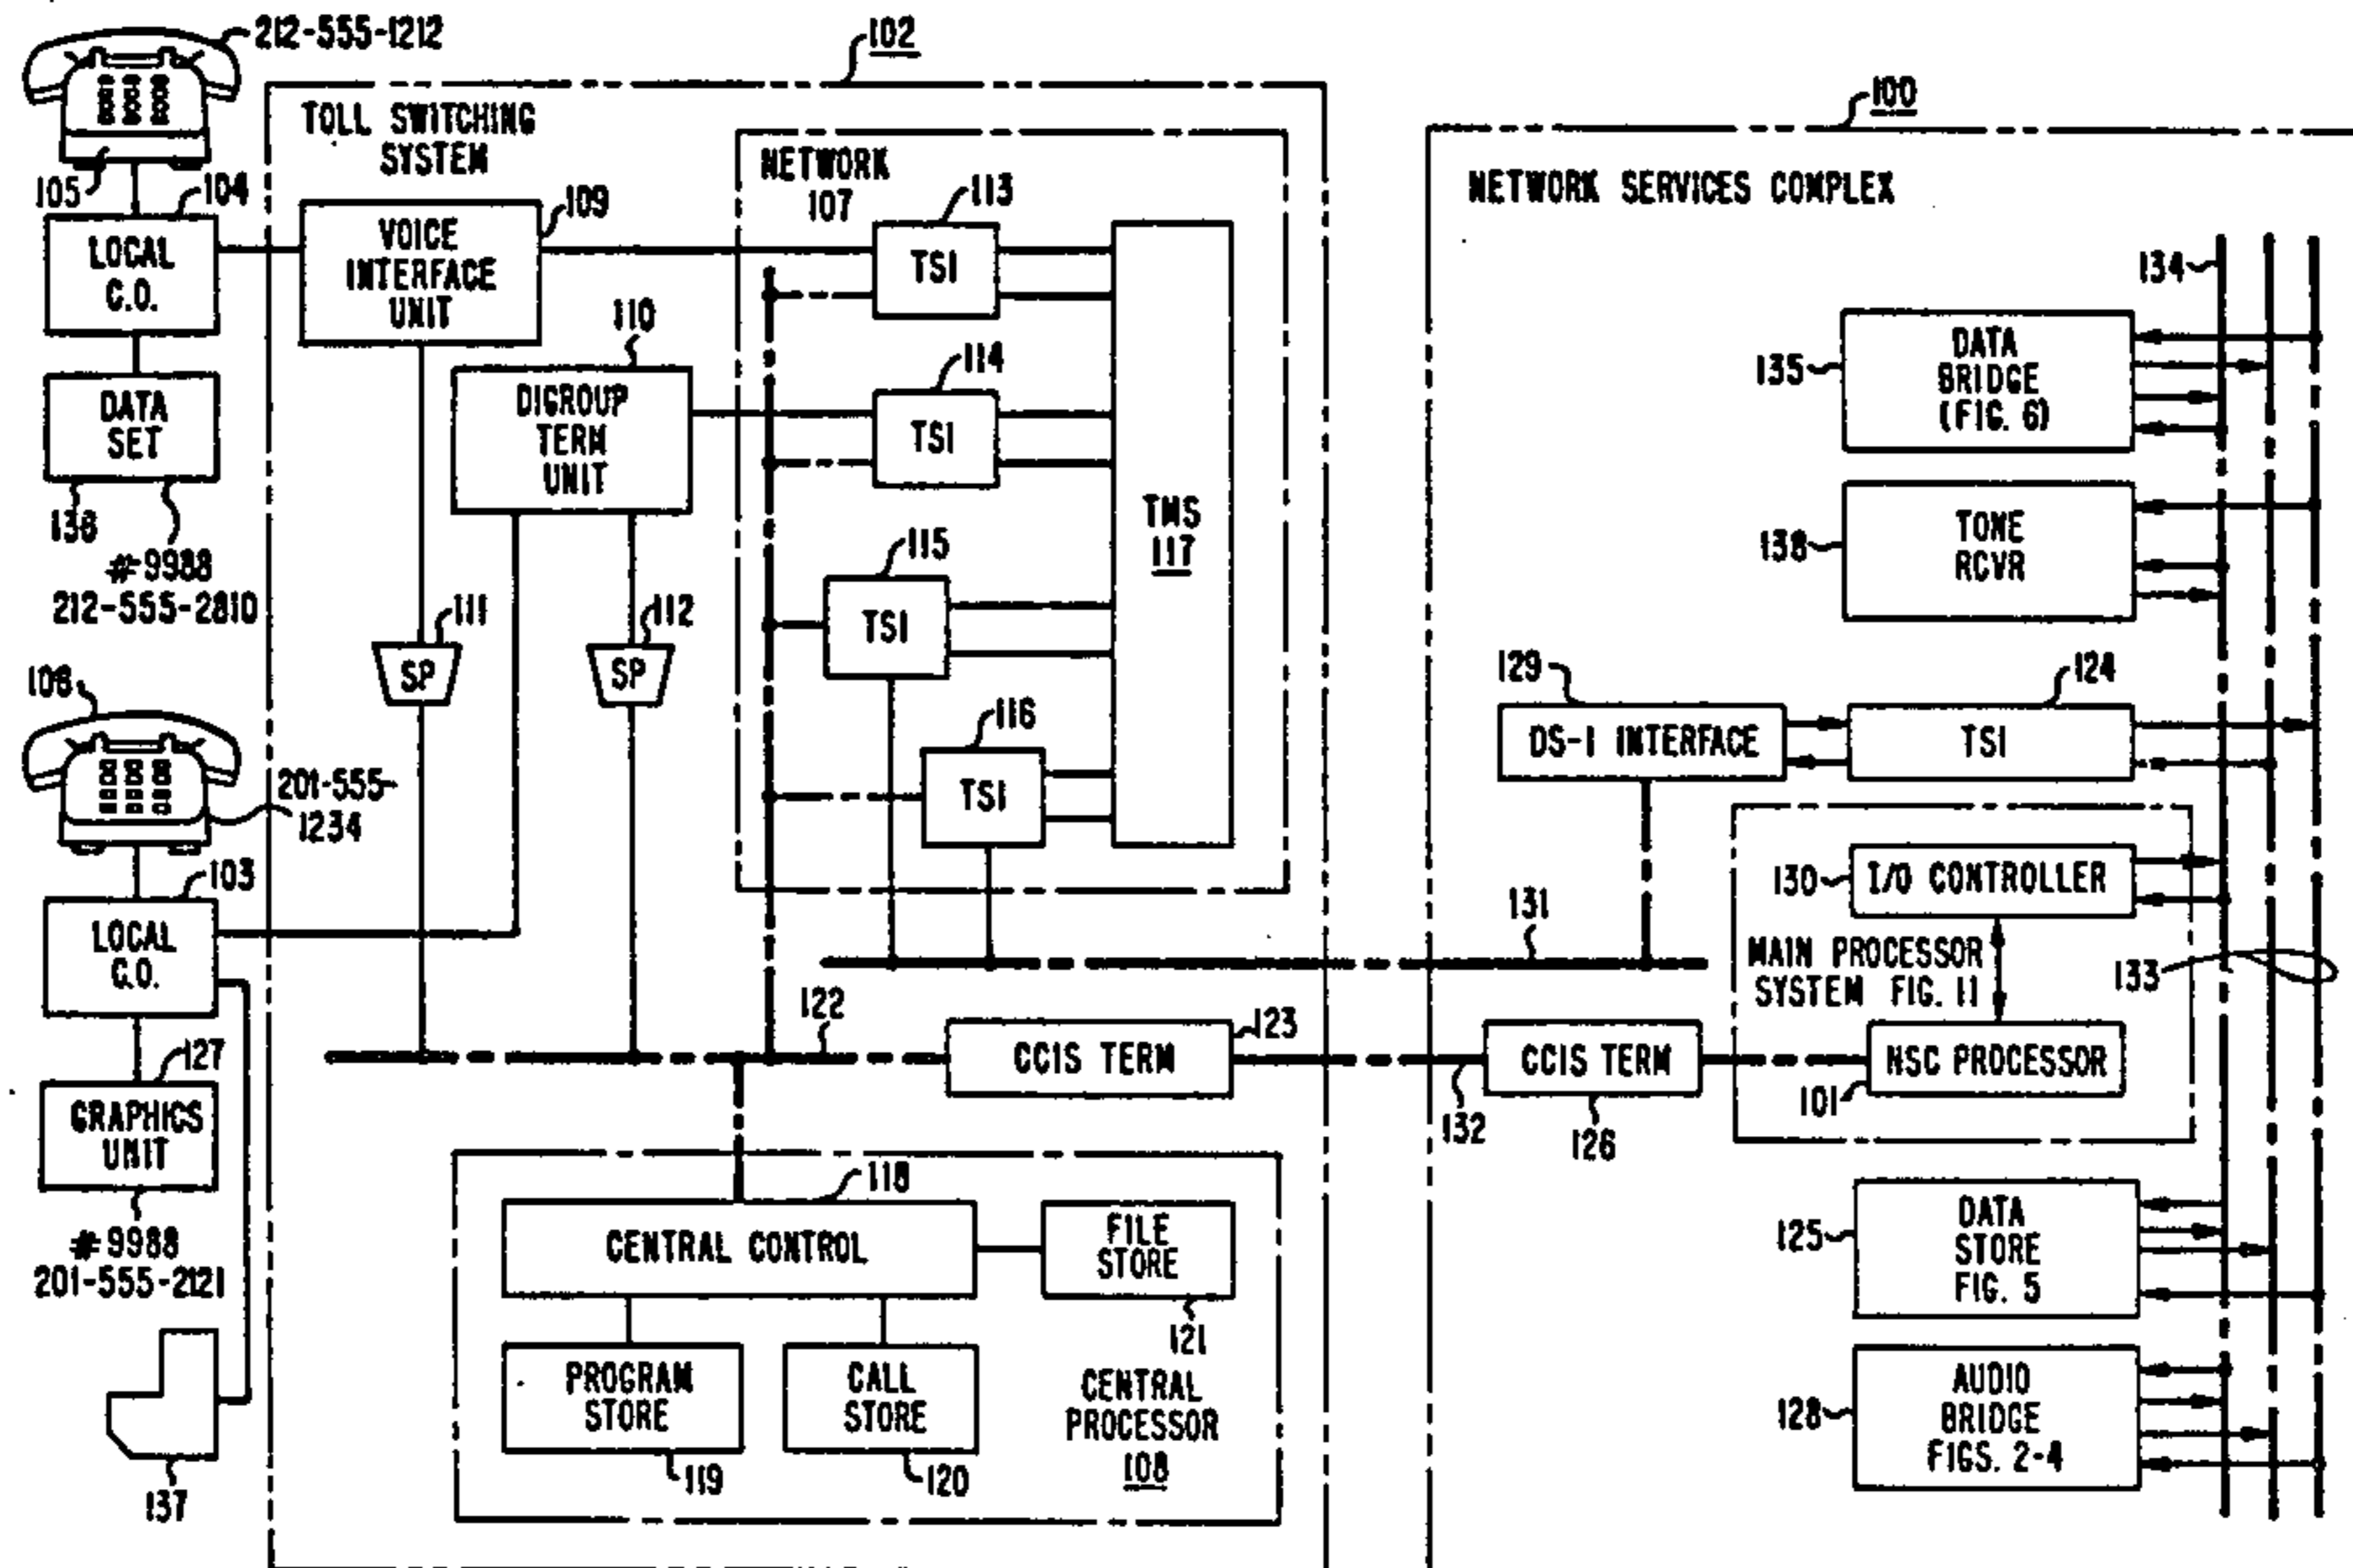 212-555-1212
102
100
TOLL SWITCHING
SYSTEM
NETWORK
107
NETWORK SERVICES COMPLEX
105
104
109
113
LOCAL
C.O.
VOICE
INTERFACE
UNIT
TSI
134
110
DATA
SET
DIGROUP
TERM
UNIT
114
TSI
135
DATA
BRIDGE
(FIG. 6)
136
#9988
212-555-2810
TMS
117
138
TONE
RCVR
115
TSI
111
SP
112
SP
106
116
TSI
129
124
DS-1 INTERFACE
TSI
201-555-
1234
103
LOCAL
C.O.
130
I/O CONTROLLER
131
MAIN PROCESSOR
SYSTEM FIG. 11
133
122
123
CCIS TERM
CCIS TERM
NSC PROCESSOR
127
132
126
101
GRAPHICS
UNIT
118
#9988
201-555-2121
CENTRAL CONTROL
FILE
STORE
125
DATA
STORE
FIG. 5
121
PROGRAM
STORE
CALL
STORE
CENTRAL
PROCESSOR
108
128
AUDIO
BRIDGE
FIGS. 2-4
137
119
120